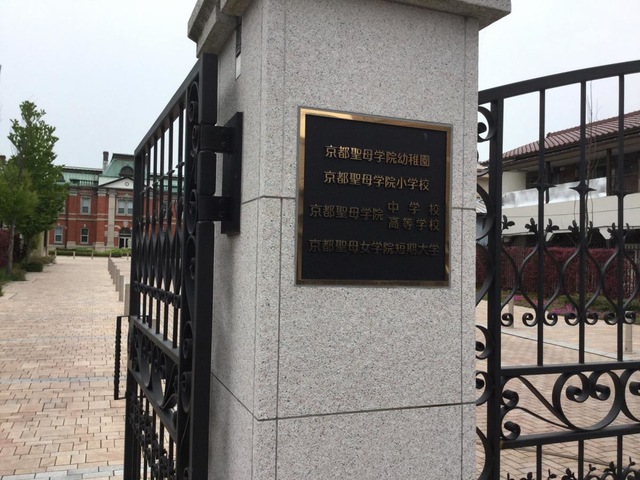 京都聖母学院幼稚園
京都聖母学院小学校
京都聖母学院 中学校
高等学校
京都聖母女学院短期大学